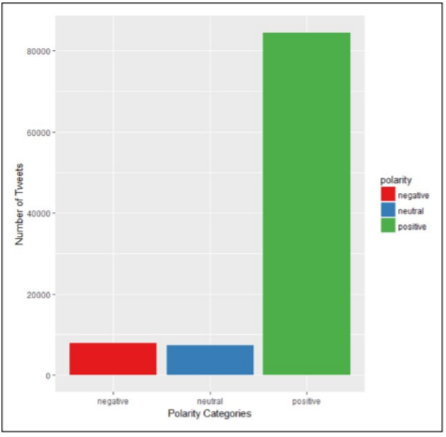 80000
60000
40000
20000
0
Number of Tweets
negative
neutral
positive
Polarity Categories
polarity
negative
neutral
positive